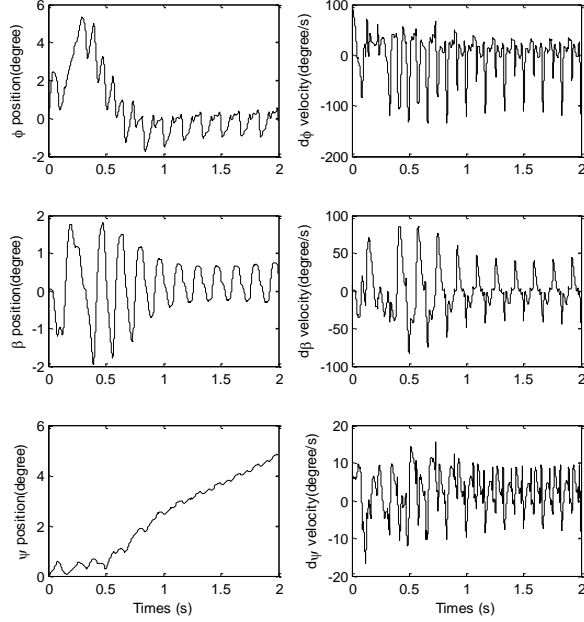 6
4
2
0
-2
0 0.5 1 1.5 2
ϕ position(degree)
100
0
-100
-200
0 0.5 1 1.5 2
dϕ velocity(degree/s)
2
1
0
-1
-2
0 0.5 1 1.5 2
β position(degree)
100
50
0
-50
-100
0 0.5 1 1.5 2
dβ velocity(degree/s)
6
4
2
0
0 0.5 1 1.5 2
ψ position(degree)
Times (s)
20
10
0
-10
-20
0 0.5 1 1.5 2
dψ velocity(degree/s)
Times (s)